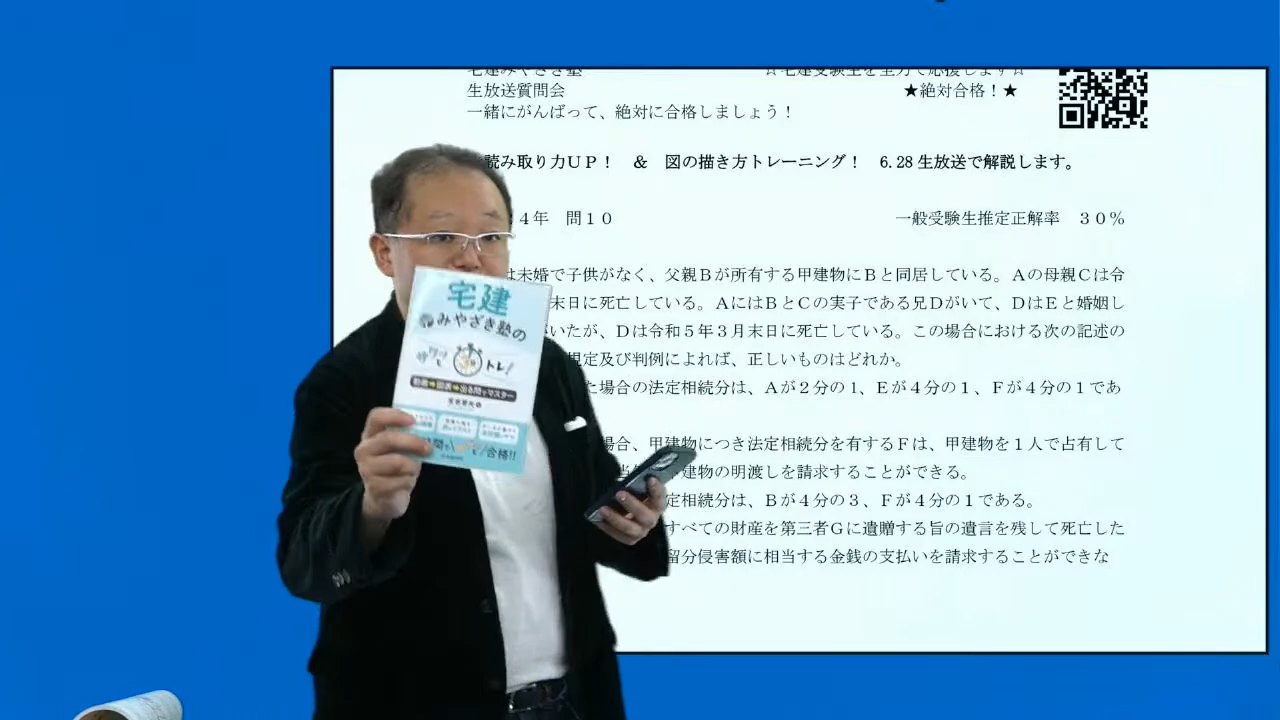 宅建みやざき塾 ☆宅建受験生を全力で応援します☆
生放送質問会 ★絶対合格！★
一緒にがんばって、絶対に合格しましょう！
読み取り力ＵＰ！ ＆ 図の描き方トレーニング！ 6.28 生放送で解説します。
４年 問１０ 一般受験生推定正解率 ３０％
は未婚で子供がなく、父親Ｂが所有する甲建物にＢと同居している。Ａの母親Ｃは令
末日に死亡している。ＡにはＢとＣの実子である兄Ｄがいて、ＤはＥと婚姻し
いたが、Ｄは令和５年３月末日に死亡している。この場合における次の記述の
規定及び判例によれば、正しいものはどれか。
た場合の法定相続分は、Ａが２分の１、Ｅが４分の１、Ｆが４分の１であ
場合、甲建物につき法定相続分を有するＦは、甲建物を１人で占有して
建物の明渡しを請求することができる。
定相続分は、Ｂが４分の３、Ｆが４分の１である。
すべての財産を第三者Ｇに遺贈する旨の遺言を残して死亡した
留分侵害額に相当する金銭の支払いを請求することができな
宅建
みやざき塾の
トレ！
合格!!